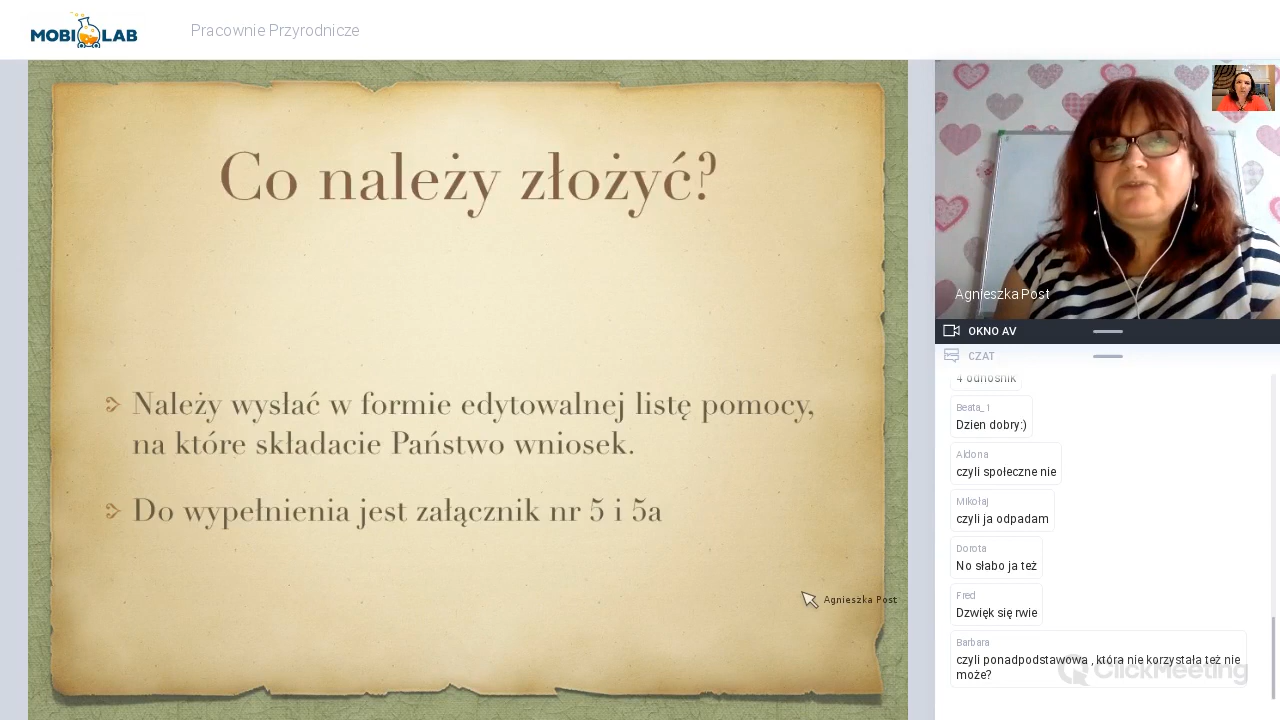 MOBI LAB
Pracownie Przyrodnicze
Co należy złożyć?
Należy wysłać w formie edytowalnej listę pomocy,
na które składacie Państwo wniosek.
Do wypełnienia jest załącznik nr 5 i 5a
Agnieszka Post
Agnieszka Post
OKNO AV
CZAT
4 odnośnik
Beata_1
Dzien dobry:)
Aldona
czyli społeczne nie
Mikołaj
czyli ja odpadam
Dorota
No słabo ja też
Fred
Dzwięk się rwie
Barbara
czyli ponadpodstawowa , która nie korzystała też nie
może?
ClickMeeting